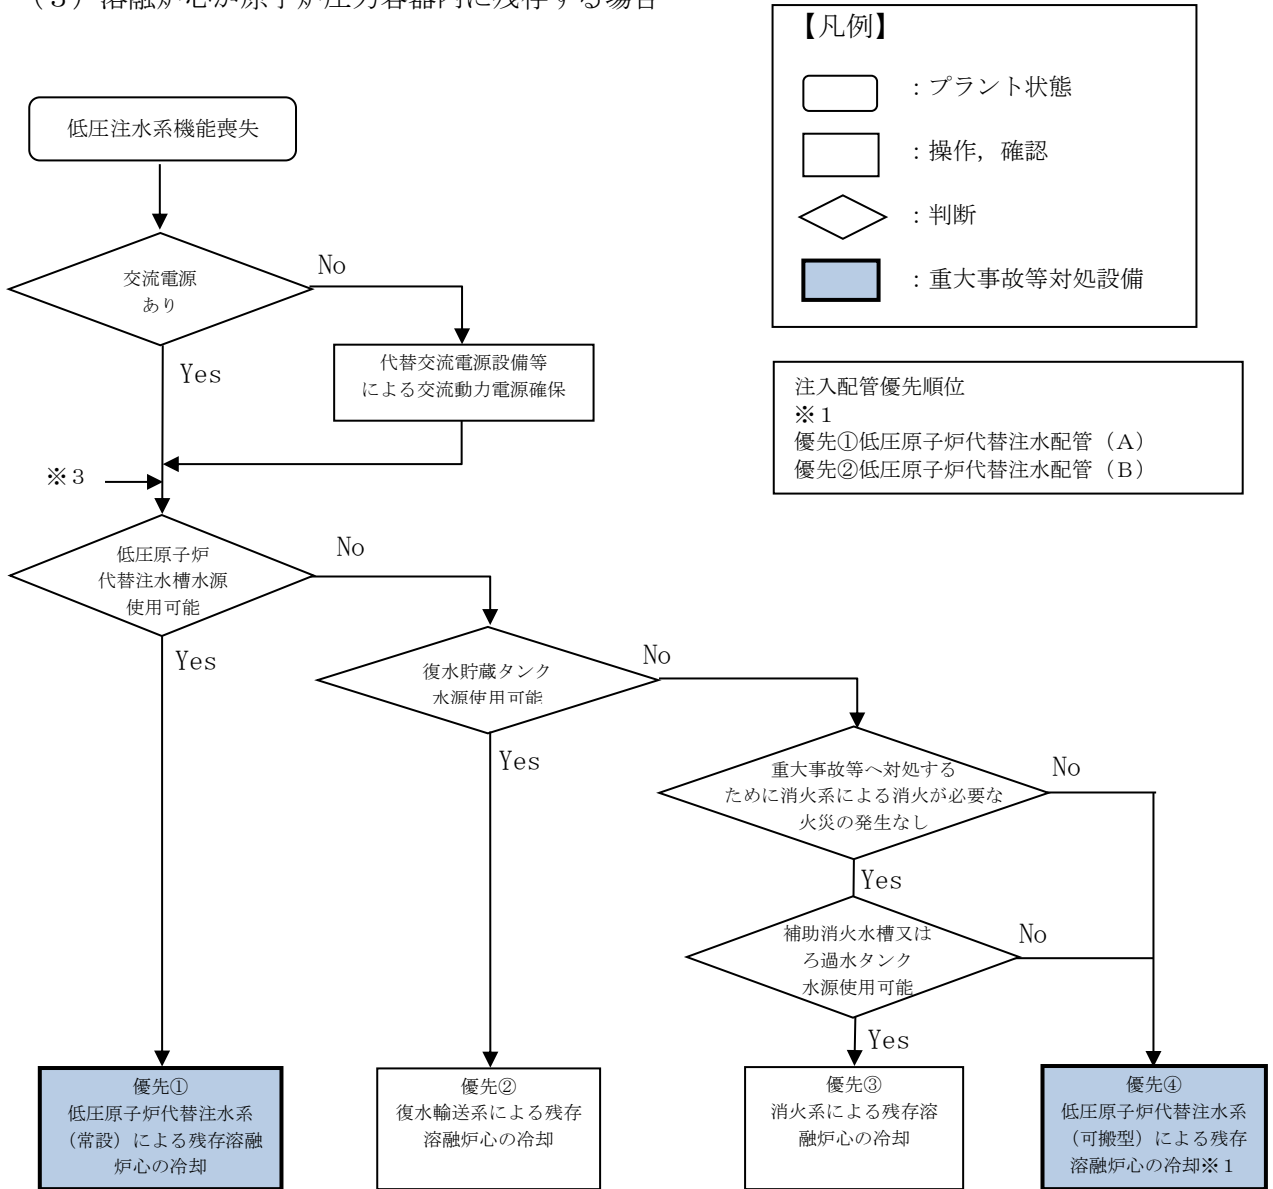 （３）溶融炉心が原子炉圧力容器内に残存する場合
【凡例】
：プラント状態
：操作，確認
：判断
：重大事故等対処設備
低圧注水系機能喪失
交流電源
あり
No
Yes
代替交流電源設備等
による交流動力電源確保
注入配管優先順位
※１
優先①低圧原子炉代替注水配管（Ａ）
優先②低圧原子炉代替注水配管（Ｂ）
※３
低圧原子炉
代替注水槽水源
使用可能
No
Yes
復水貯蔵タンク
水源使用可能
No
Yes
重大事故等へ対処する
ために消火系による消火が必要な
火災の発生なし
No
Yes
補助消火水槽又は
ろ過水タンク
水源使用可能
No
Yes
優先①
低圧原子炉代替注水系
（常設）による残存溶融
炉心の冷却
優先②
復水輸送系による残存
溶融炉心の冷却
優先③
消火系による残存溶
融炉心の冷却
優先④
低圧原子炉代替注水系
（可搬型）による残存
溶融炉心の冷却※１